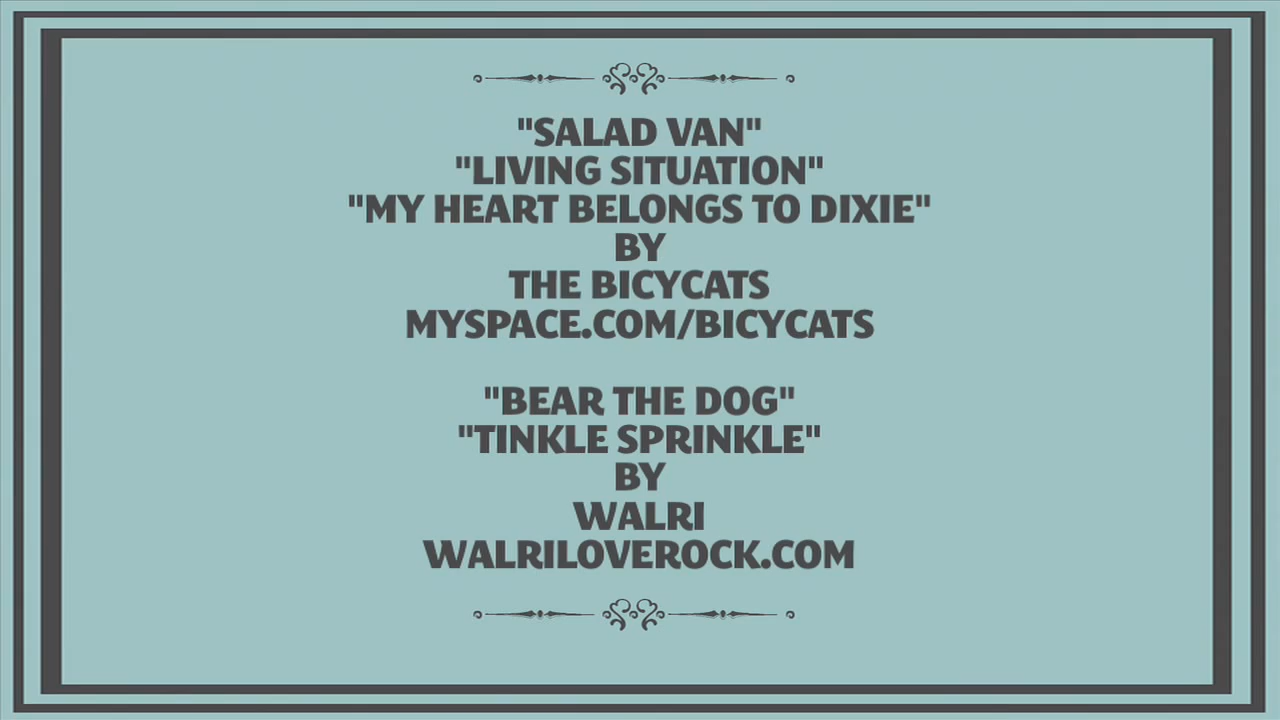 "SALAD VAN"
"LIVING SITUATION"
"MY HEART BELONGS TO DIXIE"
BY
THE BICYCATS
MYSPACE.COM/BICYCATS
"BEAR THE DOG"
"TINKLE SPRINKLE"
BY
WALRI
WALRILOVEROCK.COM